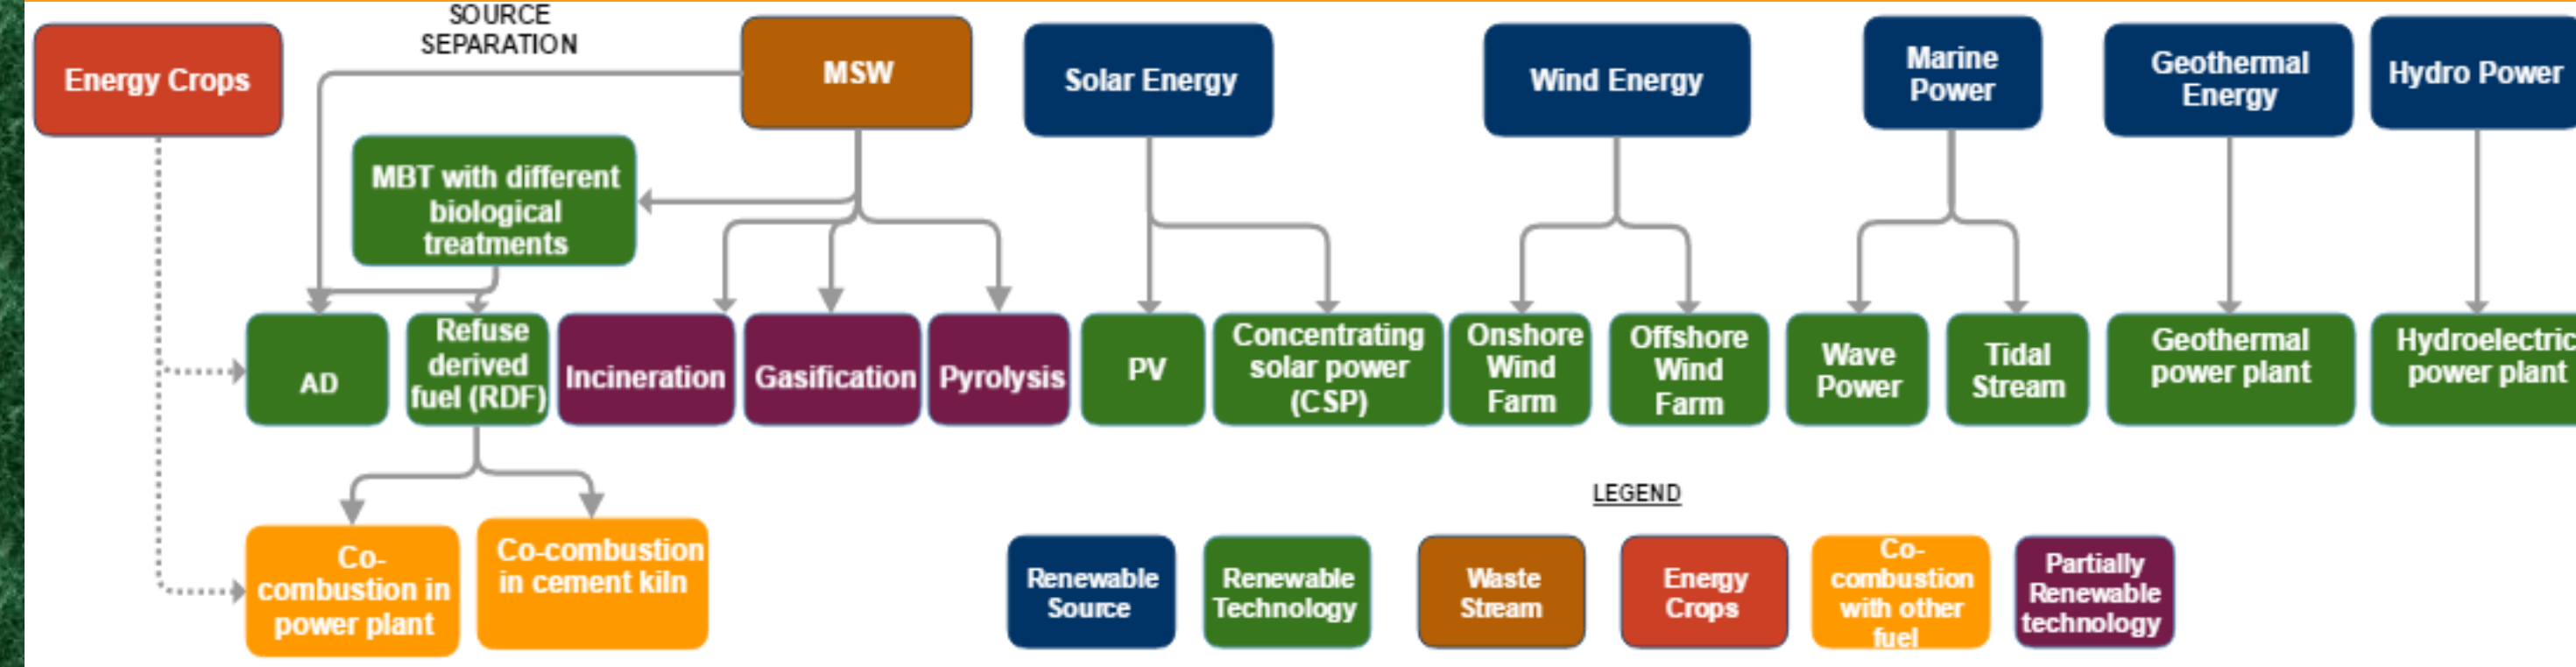 SOURCE
SEPARATION
Energy Crops
MSW
Solar Energy
Wind Energy
Marine
Power
Geothermal
Energy
Hydro Power
MBT with different
biological
treatments
AD
Refuse
derived
fuel (RDF)
Incineration
Gasification
Pyrolysis
PV
Concentrating
solar power
(CSP)
Onshore
Wind
Farm
Offshore
Wind
Farm
Wave
Power
Tidal
Stream
Geothermal
power plant
Hydroelectric
power plant
Co-
combustion in
power plant
Co-combustion
in cement kiln
LEGEND
Renewable
Source
Renewable
Technology
Waste
Stream
Energy
Crops
Co-
combustion
with other
fuel
Partially
Renewable
technology